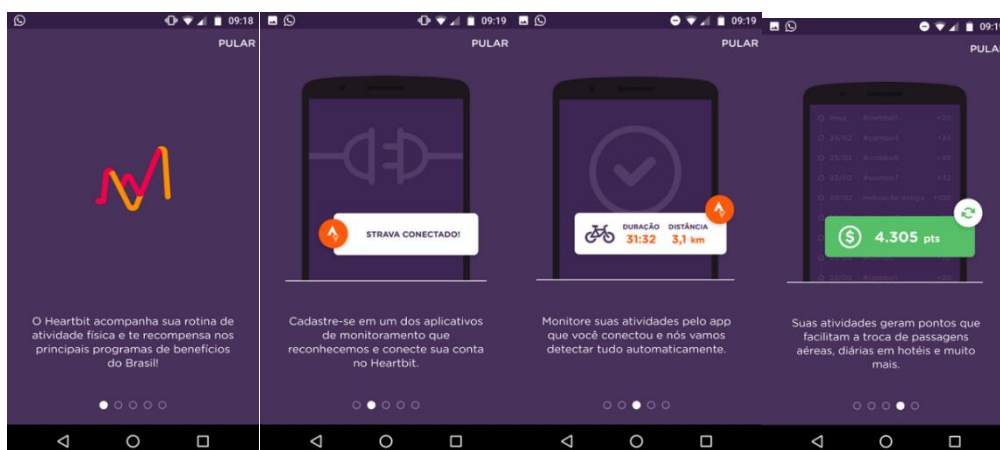 09:18
PULAR
O Heartbit acompanha sua rotina de
atividade física e te recompensa nos
principais programas de benefícios
do Brasil!
09:19
PULAR
STRAVA CONECTADO!
Cadastre-se em um dos aplicativos
de monitoramento que
reconhecemos e conecte sua conta
no Heartbit.
09:19
PULAR
DURAÇÃO DISTÂNCIA
31:32 3,1 km
Monitore suas atividades pelo app
que você conectou e nós vamos
detectar tudo automaticamente.
PULA
$ 4.305 pts
Suas atividades geram pontos que
facilitam a troca de passagens
aéreas, diárias em hotéis e muito
mais.